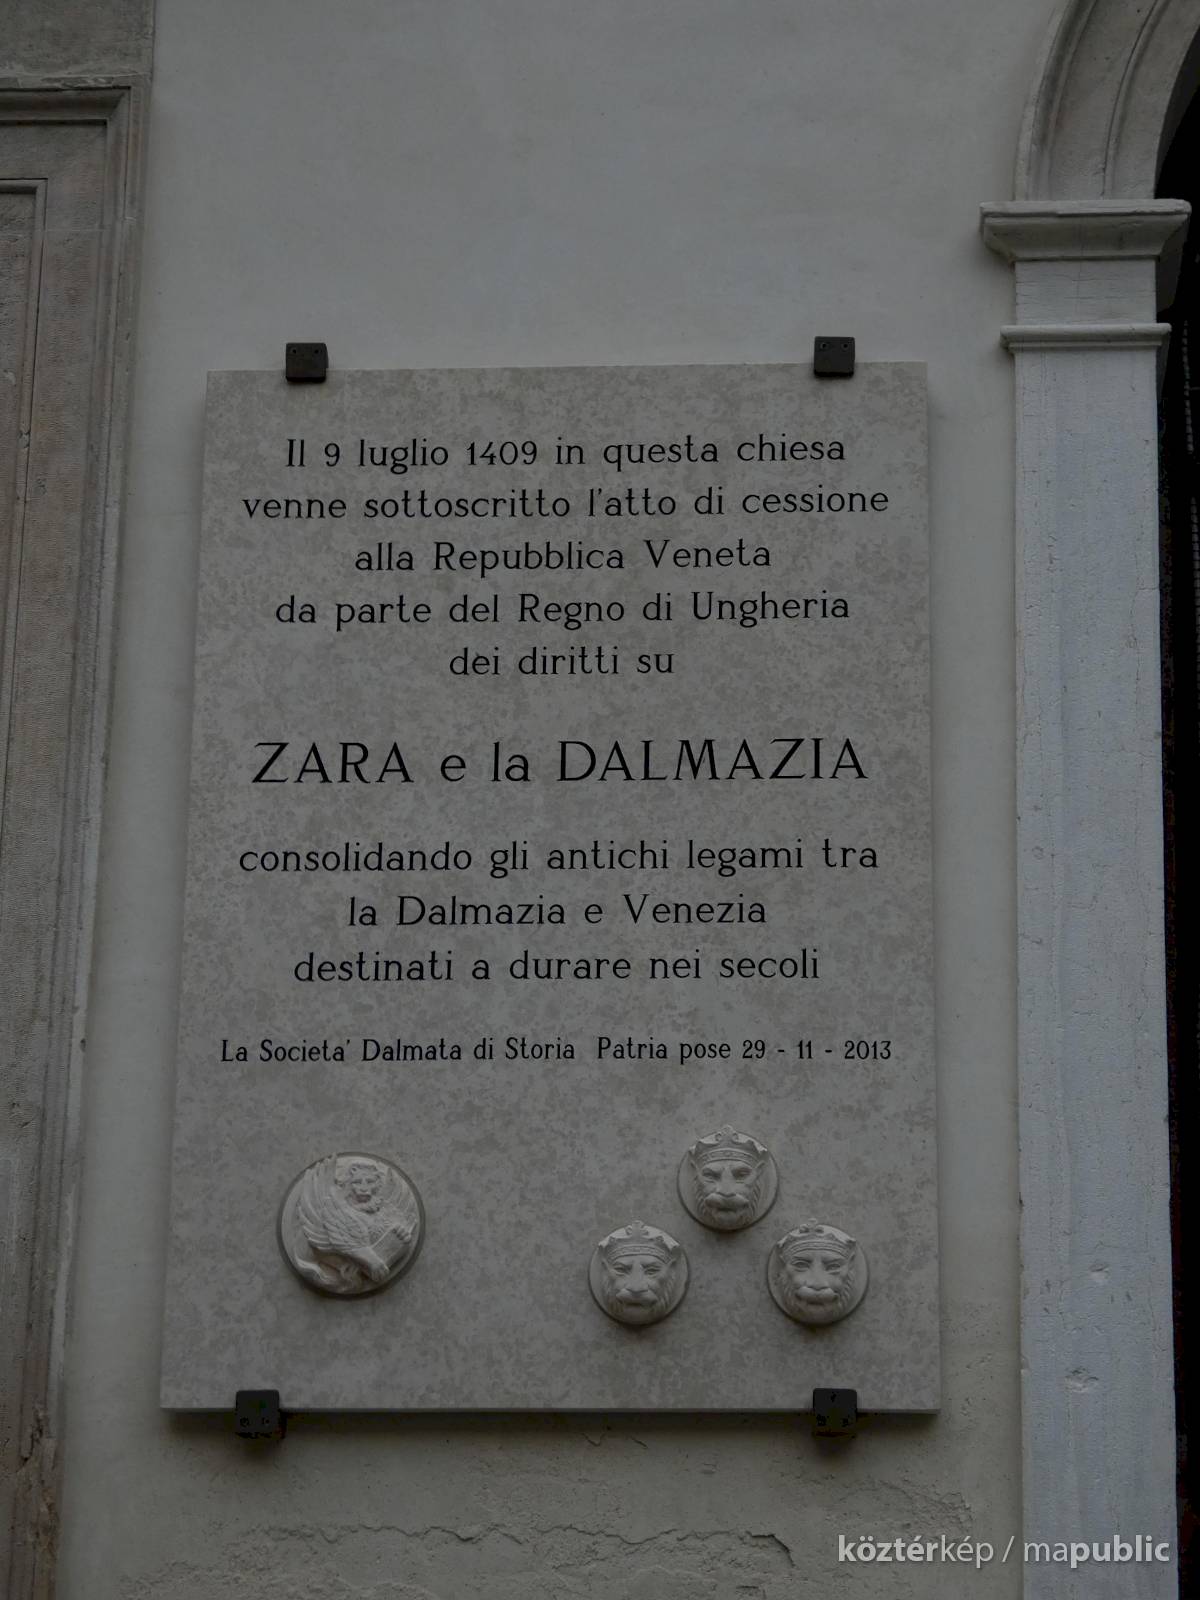 Il 9 luglio 1409 in questa chiesa
venne sottoscritto l'atto di cessione
alla Repubblica Veneta
da parte del Regno di Ungheria
dei diritti su
ZARA e la DALMAZIA
consolidando gli antichi legami tra
la Dalmazia e Venezia
destinati a durare nei secoli
La Societa' Dalmata di Storia Patria pose 29 - 11 - 2013
köztérkép / mapublic